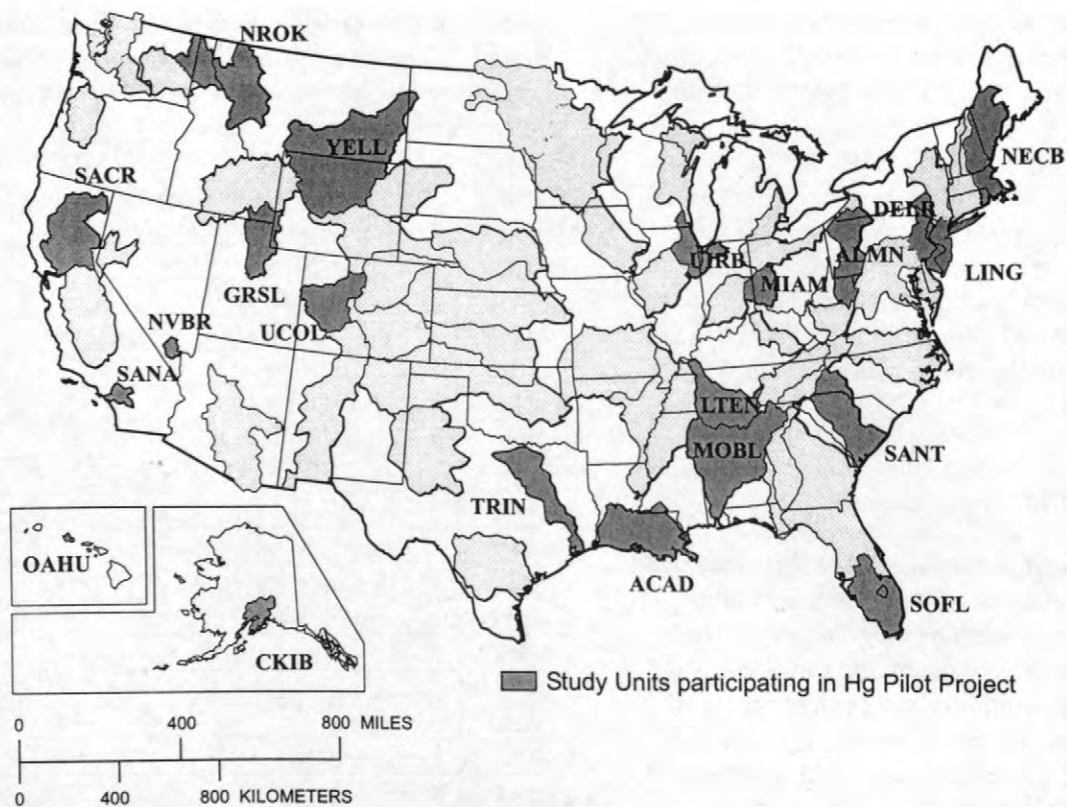 NROK
YELL
NECB
SACR
DELR
UIRB
ALMN
MIAM
LING
GRSL
NVBR
UCOL
SANA
LTEN
MOBL
SANT
TRIN
ACAD
OAHU
SOFL
CKIB
Study Units participating in Hg Pilot Project
0 400 800 MILES
0 400 800 KILOMETERS